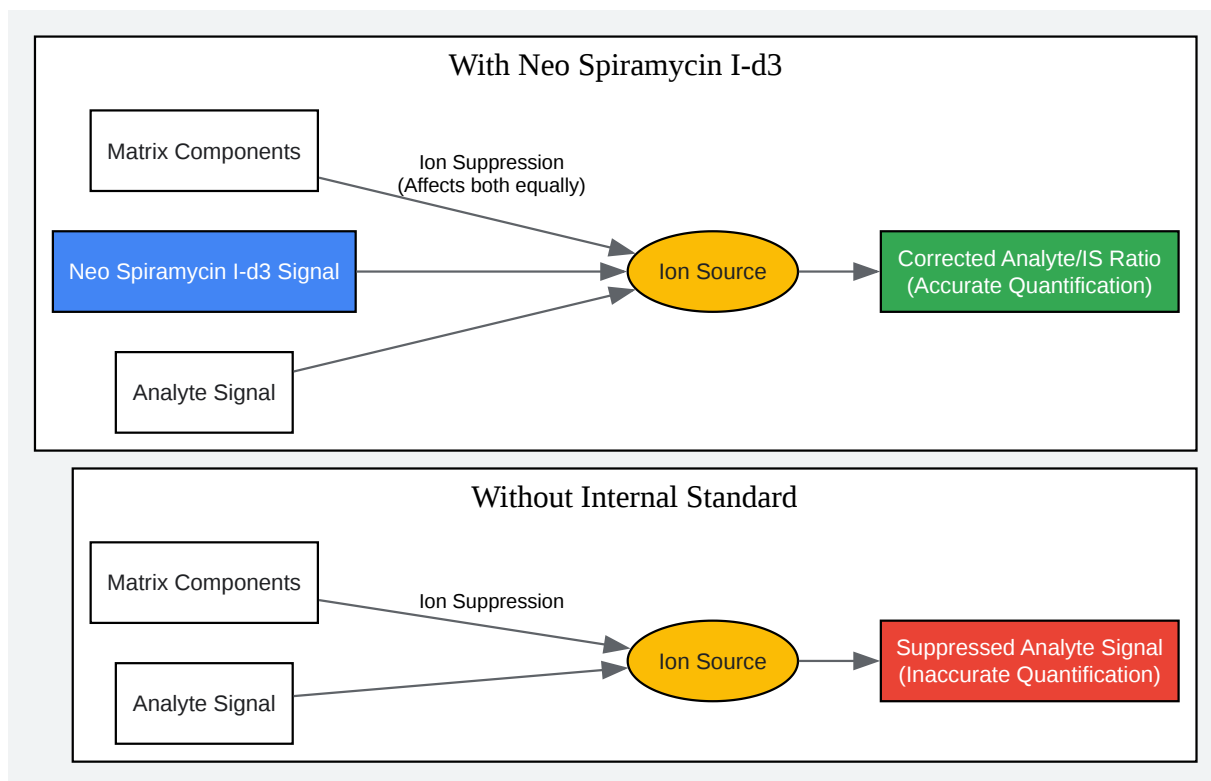 With Neo Spiramycin I-d3
Matrix Components
Ion Suppression
(Affects both equally)
Neo Spiramycin I-d3 Signal
Ion Source
Corrected Analyte/IS Ratio
(Accurate Quantification)
Analyte Signal
Without Internal Standard
Matrix Components
Ion Suppression
Ion Source
Suppressed Analyte Signal
(Inaccurate Quantification)
Analyte Signal